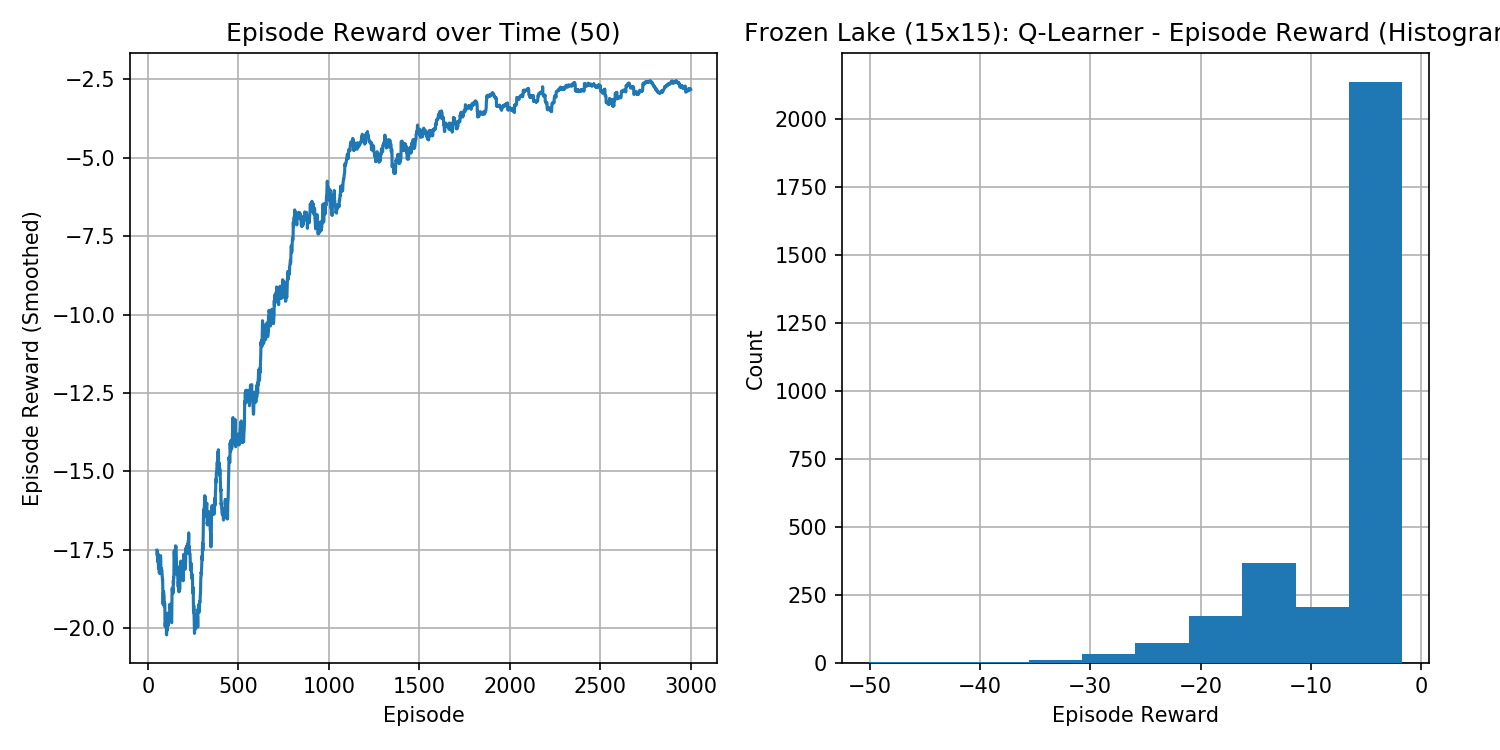 Episode Reward over Time (50)
−2.5
−5.0
−7.5
−10.0
−12.5
−15.0
−17.5
−20.0
Episode Reward (Smoothed)
0 500 1000 1500 2000 2500 3000
Episode
Frozen Lake (15x15): Q-Learner - Episode Reward (Histogra
2000
1750
1500
1250
1000
750
500
250
0
Count
−50 −40 −30 −20 −10 0
Episode Reward